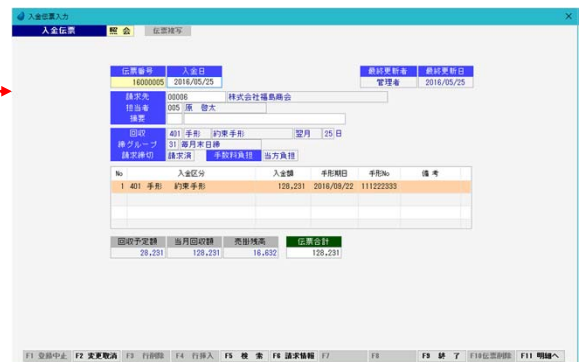 入金伝票入力
入金伝票 照 会 伝票複写
伝票番号 入金日 最終更新者 最終更新日
16000005 2016/05/25 管理者 2016/05/25
請求先 00006 株式会社福島商会
担当者 005 原 啓太
摘要
回収 401 手形 約束手形 翌月 25 日
締グループ 31 毎月末日締
請求締切 請求済 手数料負担 当方負担
No 入金区分 入金額 手形期日 手形No 備 考
1 401 手形 約束手形 128,231 2016/09/22 111222333
回収予定額 当月回収額 売掛残高 伝票合計
28,231 128,231 16,632 128,231
F1 登録中止 F2 変更取消 F3 行削除 F4 行挿入 F5 検 索 F6 請求情報 F7 F8 F9 終 了 F10伝票削除 F11 明細へ